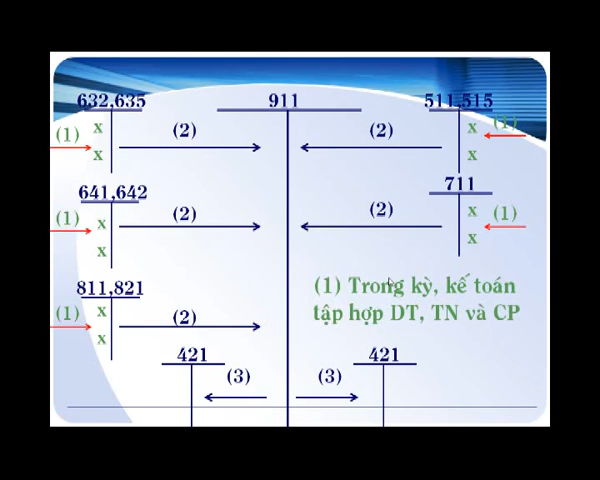 632,635 911 511,515
(1) x (2) (2) x (1)
x x
641,642 711
(1) x (2) (2) x (1)
x x
811,821
(1) x (2)
x
(1) Trong kỳ, kế toán
tập hợp DT, TN và CP
421 421
(3) (3)